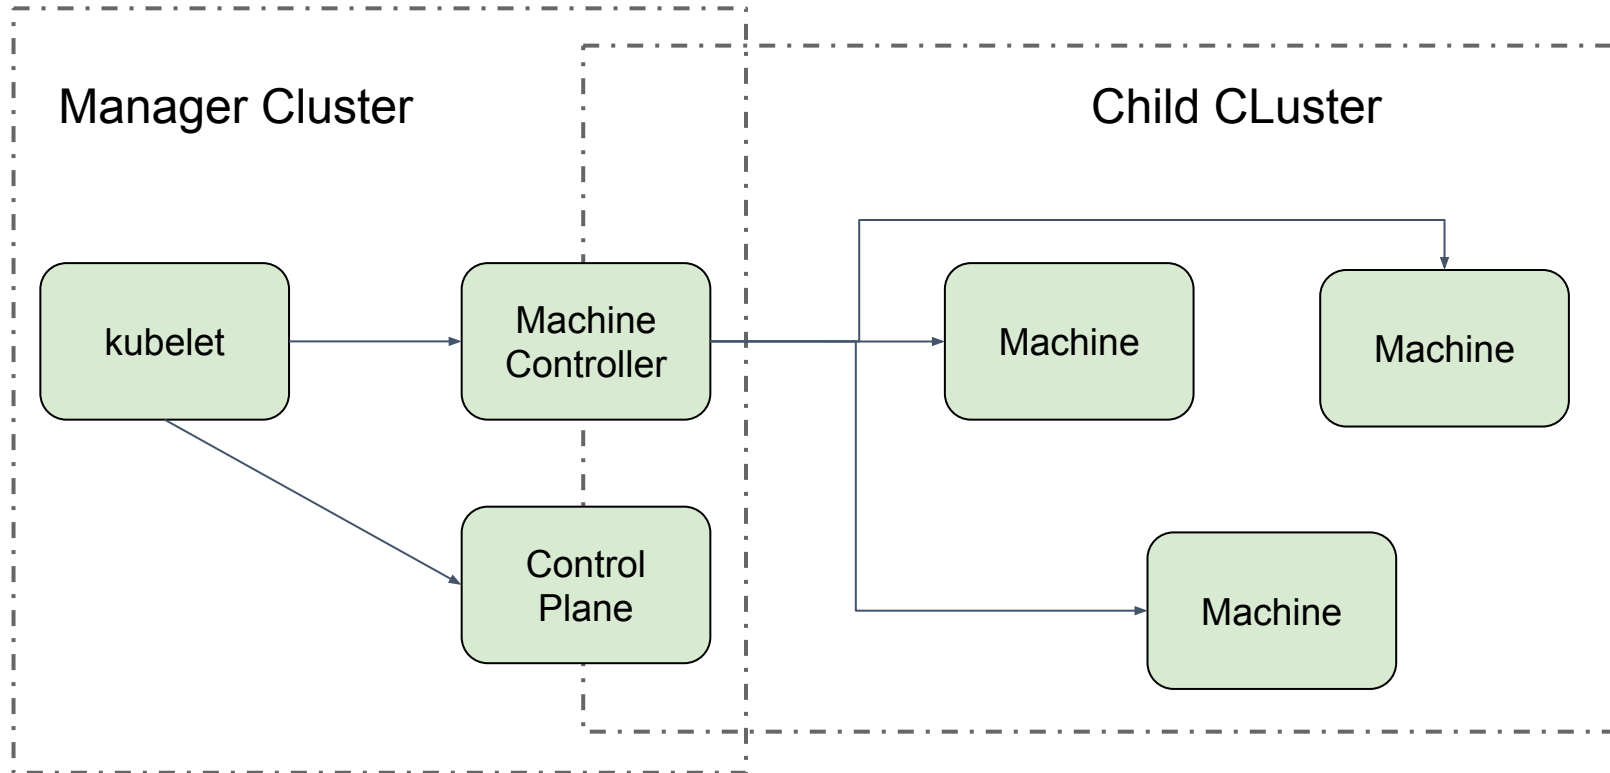 Manager Cluster
Child CLuster
kubelet
Machine
Controller
Machine
Machine
Control
Plane
Machine